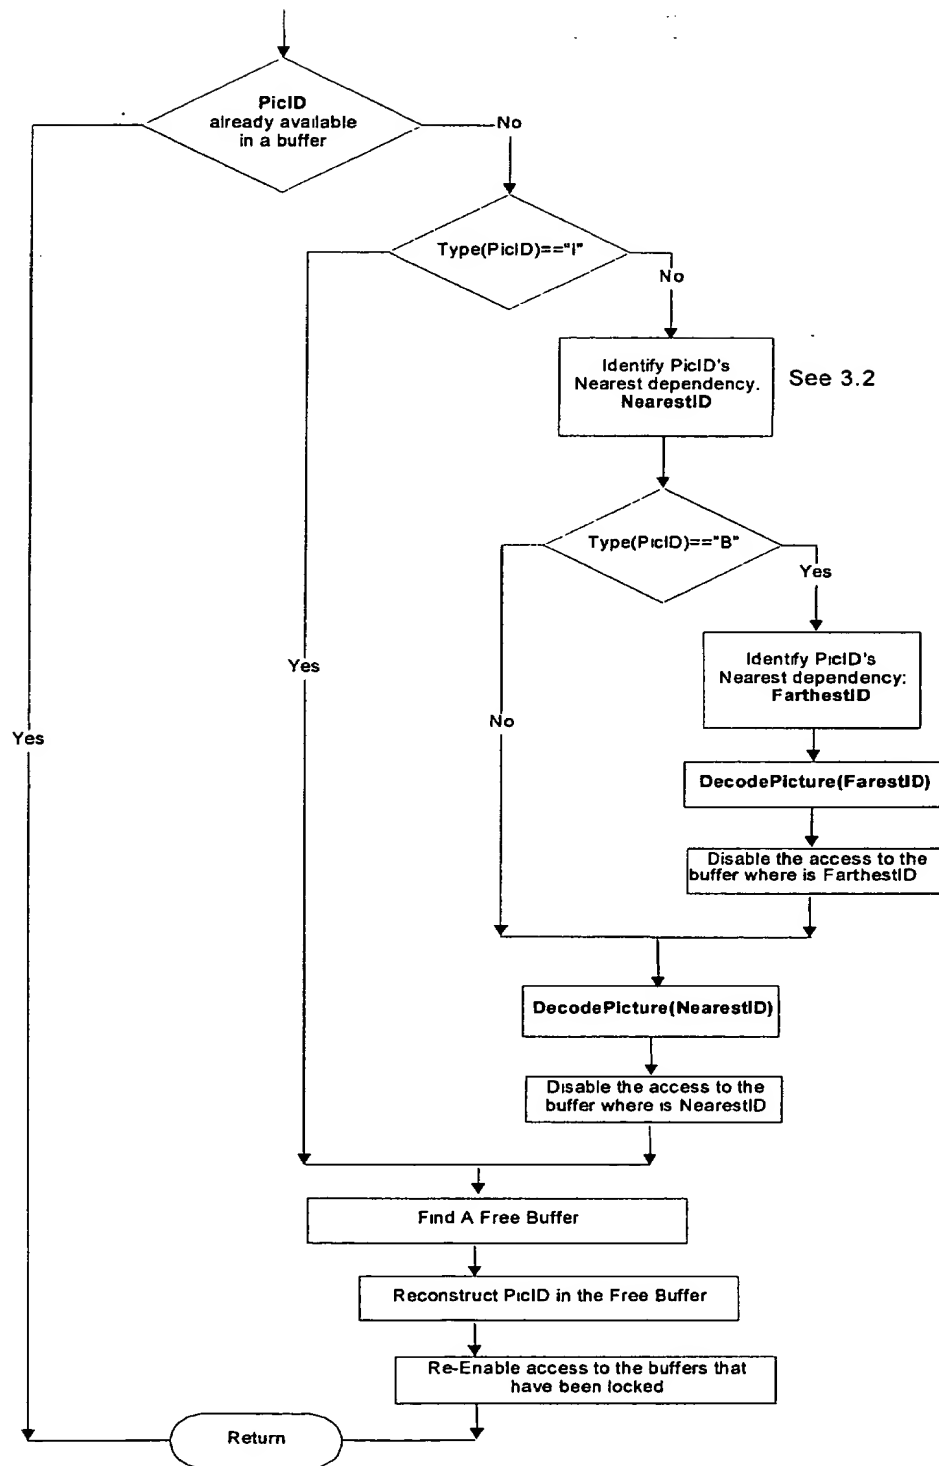 PicID
already available
in a buffer
No
Type(PicID)=="I"
No
Identify PicID's
Nearest dependency.
NearestID
See 3.2
Type(PicID)=="B"
Yes
Identify PicID's
Nearest dependency:
FarthestID
Yes
No
Yes
DecodePicture(FarestID)
Disable the access to the
buffer where is FarthestID
DecodePicture(NearestID)
Disable the access to the
buffer where is NearestID
Find A Free Buffer
Reconstruct PicID in the Free Buffer
Re-Enable access to the buffers that
have been locked
Return